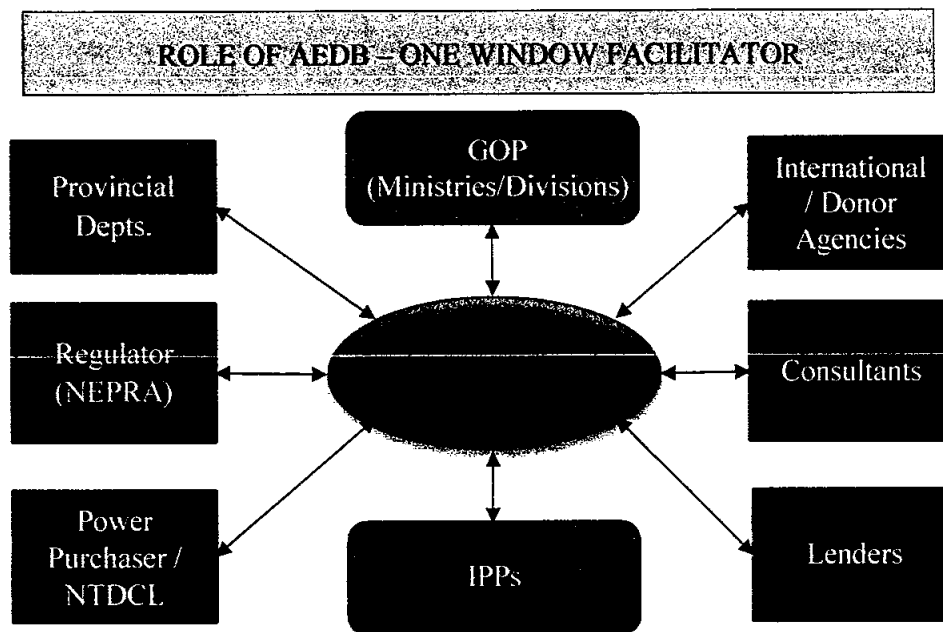 ROLE OF AEDB – ONE WINDOW FACILITATOR
GOP
(Ministries/Divisions)
Provincial
Depts.
International
/ Donor
Agencies
Regulator
(NEPRA)
Consultants
Power
Purchaser /
NTDCL
IPPs
Lenders